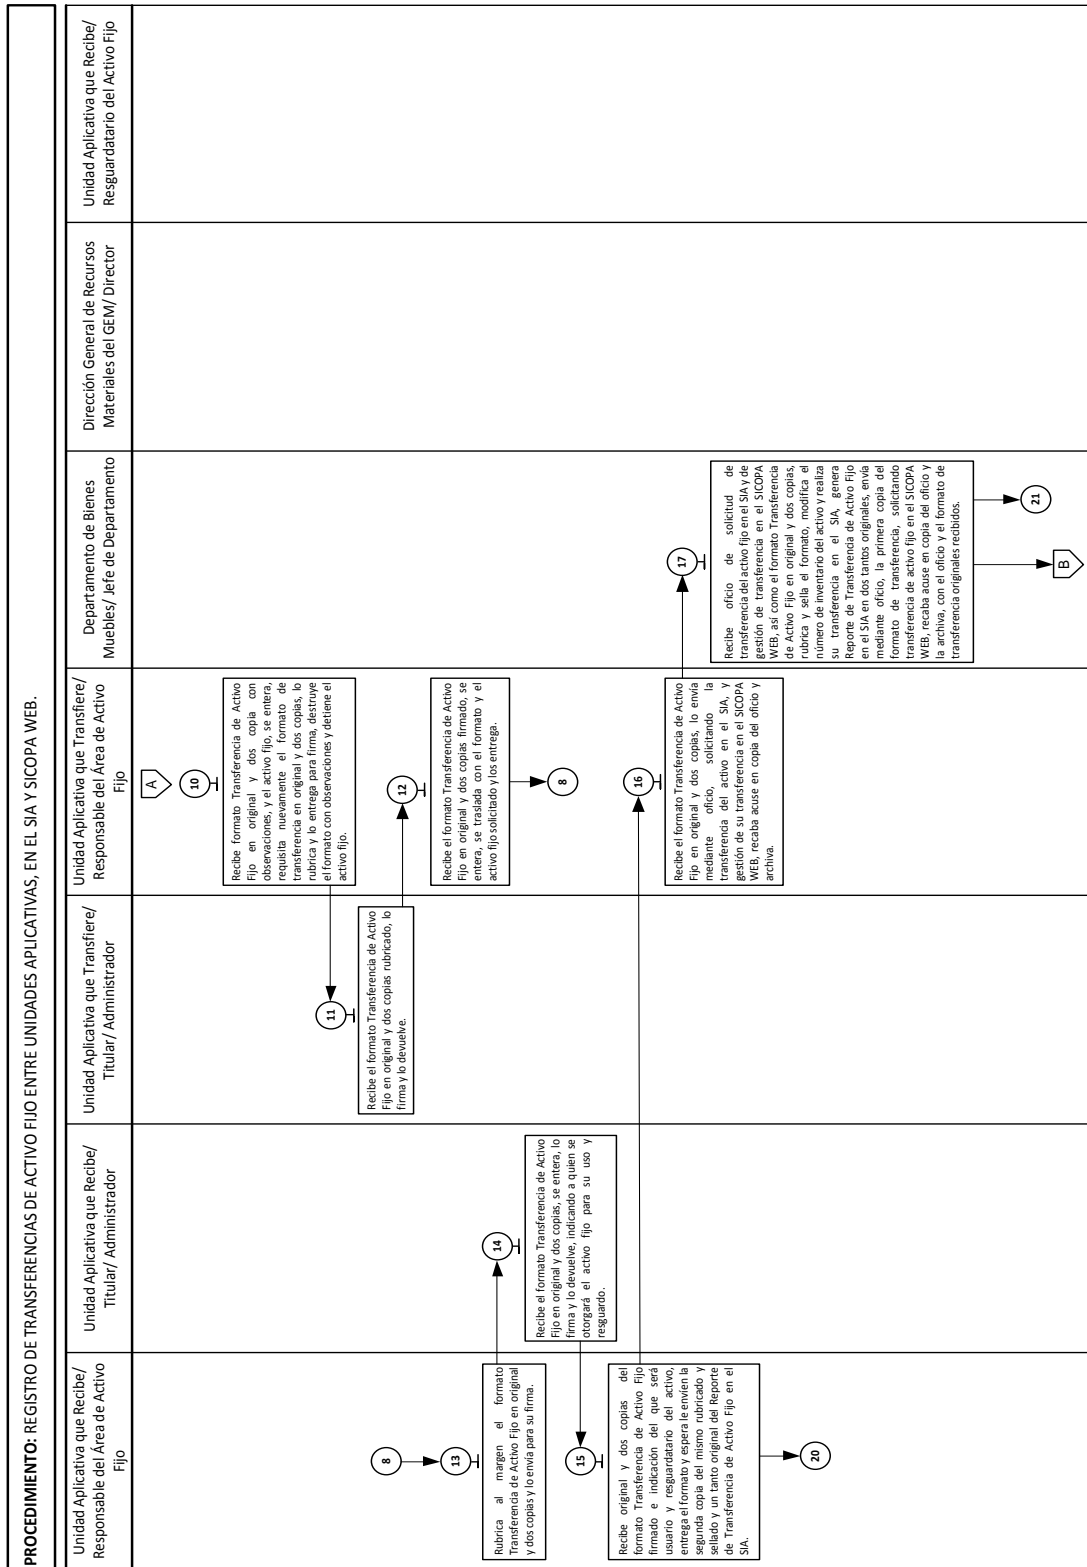 PROCEDIMIENTO: REGISTRO DE TRANSFERENCIAS DE ACTIVO FIJO ENTRE UNIDADES APLICATIVAS, EN EL SIA Y SICOPA WEB.
Unidad Aplicativa que Recibe/
Responsable del Área de Activo
Fijo
Unidad Aplicativa que Recibe/
Titular/ Administrador
Unidad Aplicativa que Transfiere/
Titular/ Administrador
Unidad Aplicativa que Transfiere/
Responsable del Área de Activo
Fijo
Departamento de Bienes
Muebles/ Jefe de Departamento
Dirección General de Recursos
Materiales del GEM/ Director
Unidad Aplicativa que Recibe/
Resguardatario del Activo Fijo
A
10
Recibe formato Transferencia de Activo
Fijo en original y dos copia con
observaciones, y el activo fijo, se entera,
requisita nuevamente el formato de
transferencia en original y dos copias, lo
rubrica y lo entrega para firma, destruye
el formato con observaciones y detiene el
activo fijo.
11
Recibe el formato Transferencia de Activo
Fijo en original y dos copias rubricado, lo
firma y lo devuelve.
12
Recibe el formato Transferencia de Activo
Fijo en original y dos copias firmado, se
entera, se traslada con el formato y el
activo fijo solicitado y los entrega.
8
8
13
Rubrica al margen el formato
Transferencia de Activo Fijo en original
y dos copias y lo envía para su firma.
14
Recibe el formato Transferencia de Activo
Fijo en original y dos copias, se entera, lo
firma y lo devuelve, indicando a quien se
otorgará el activo fijo para su uso y
resguardo.
15
Recibe original y dos copias del
formato Transferencia de Activo Fijo
firmado e indicación del que será
usuario y resguardatario del activo,
entrega el formato y espera le envíen la
segunda copia del mismo rubricado y
sellado y un tanto original del Reporte
de Transferencia de Activo Fijo en el
SIA.
20
16
Recibe el formato Transferencia de Activo
Fijo en original y dos copias, lo envía
mediante oficio, solicitando la
transferencia del activo en el SIA, y
gestión de su transferencia en el SICOPA
WEB, recaba acuse en copia del oficio y
archiva.
17
Recibe oficio de solicitud de
transferencia del activo fijo en el SIA y de
gestión de transferencia en el SICOPA
WEB, así como el formato Transferencia
de Activo Fijo en original y dos copias,
rubrica y sella el formato, modifica el
número de inventario del activo y realiza
su transferencia en el SIA, genera
Reporte de Transferencia de Activo Fijo
en el SIA en dos tantos originales, envía
mediante oficio, la primera copia del
formato de transferencia, solicitando
transferencia de activo fijo en el SICOPA
WEB, recaba acuse en copia del oficio y
la archiva, con el oficio y el formato de
transferencia originales recibidos.
B
21